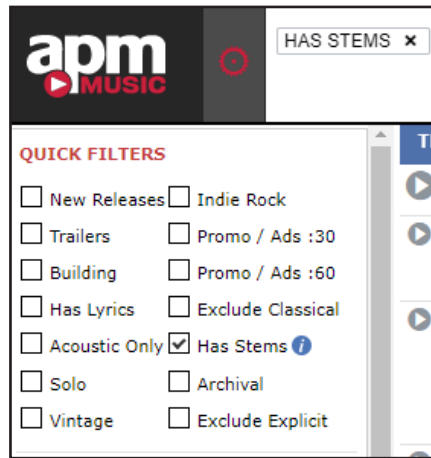 apm
MUSIC
HAS STEMS ×
QUICK FILTERS
New Releases Indie Rock
Trailers Promo / Ads :30
Building Promo / Ads :60
Has Lyrics Exclude Classical
Acoustic Only Has Stems i
Solo Archival
Vintage Exclude Explicit